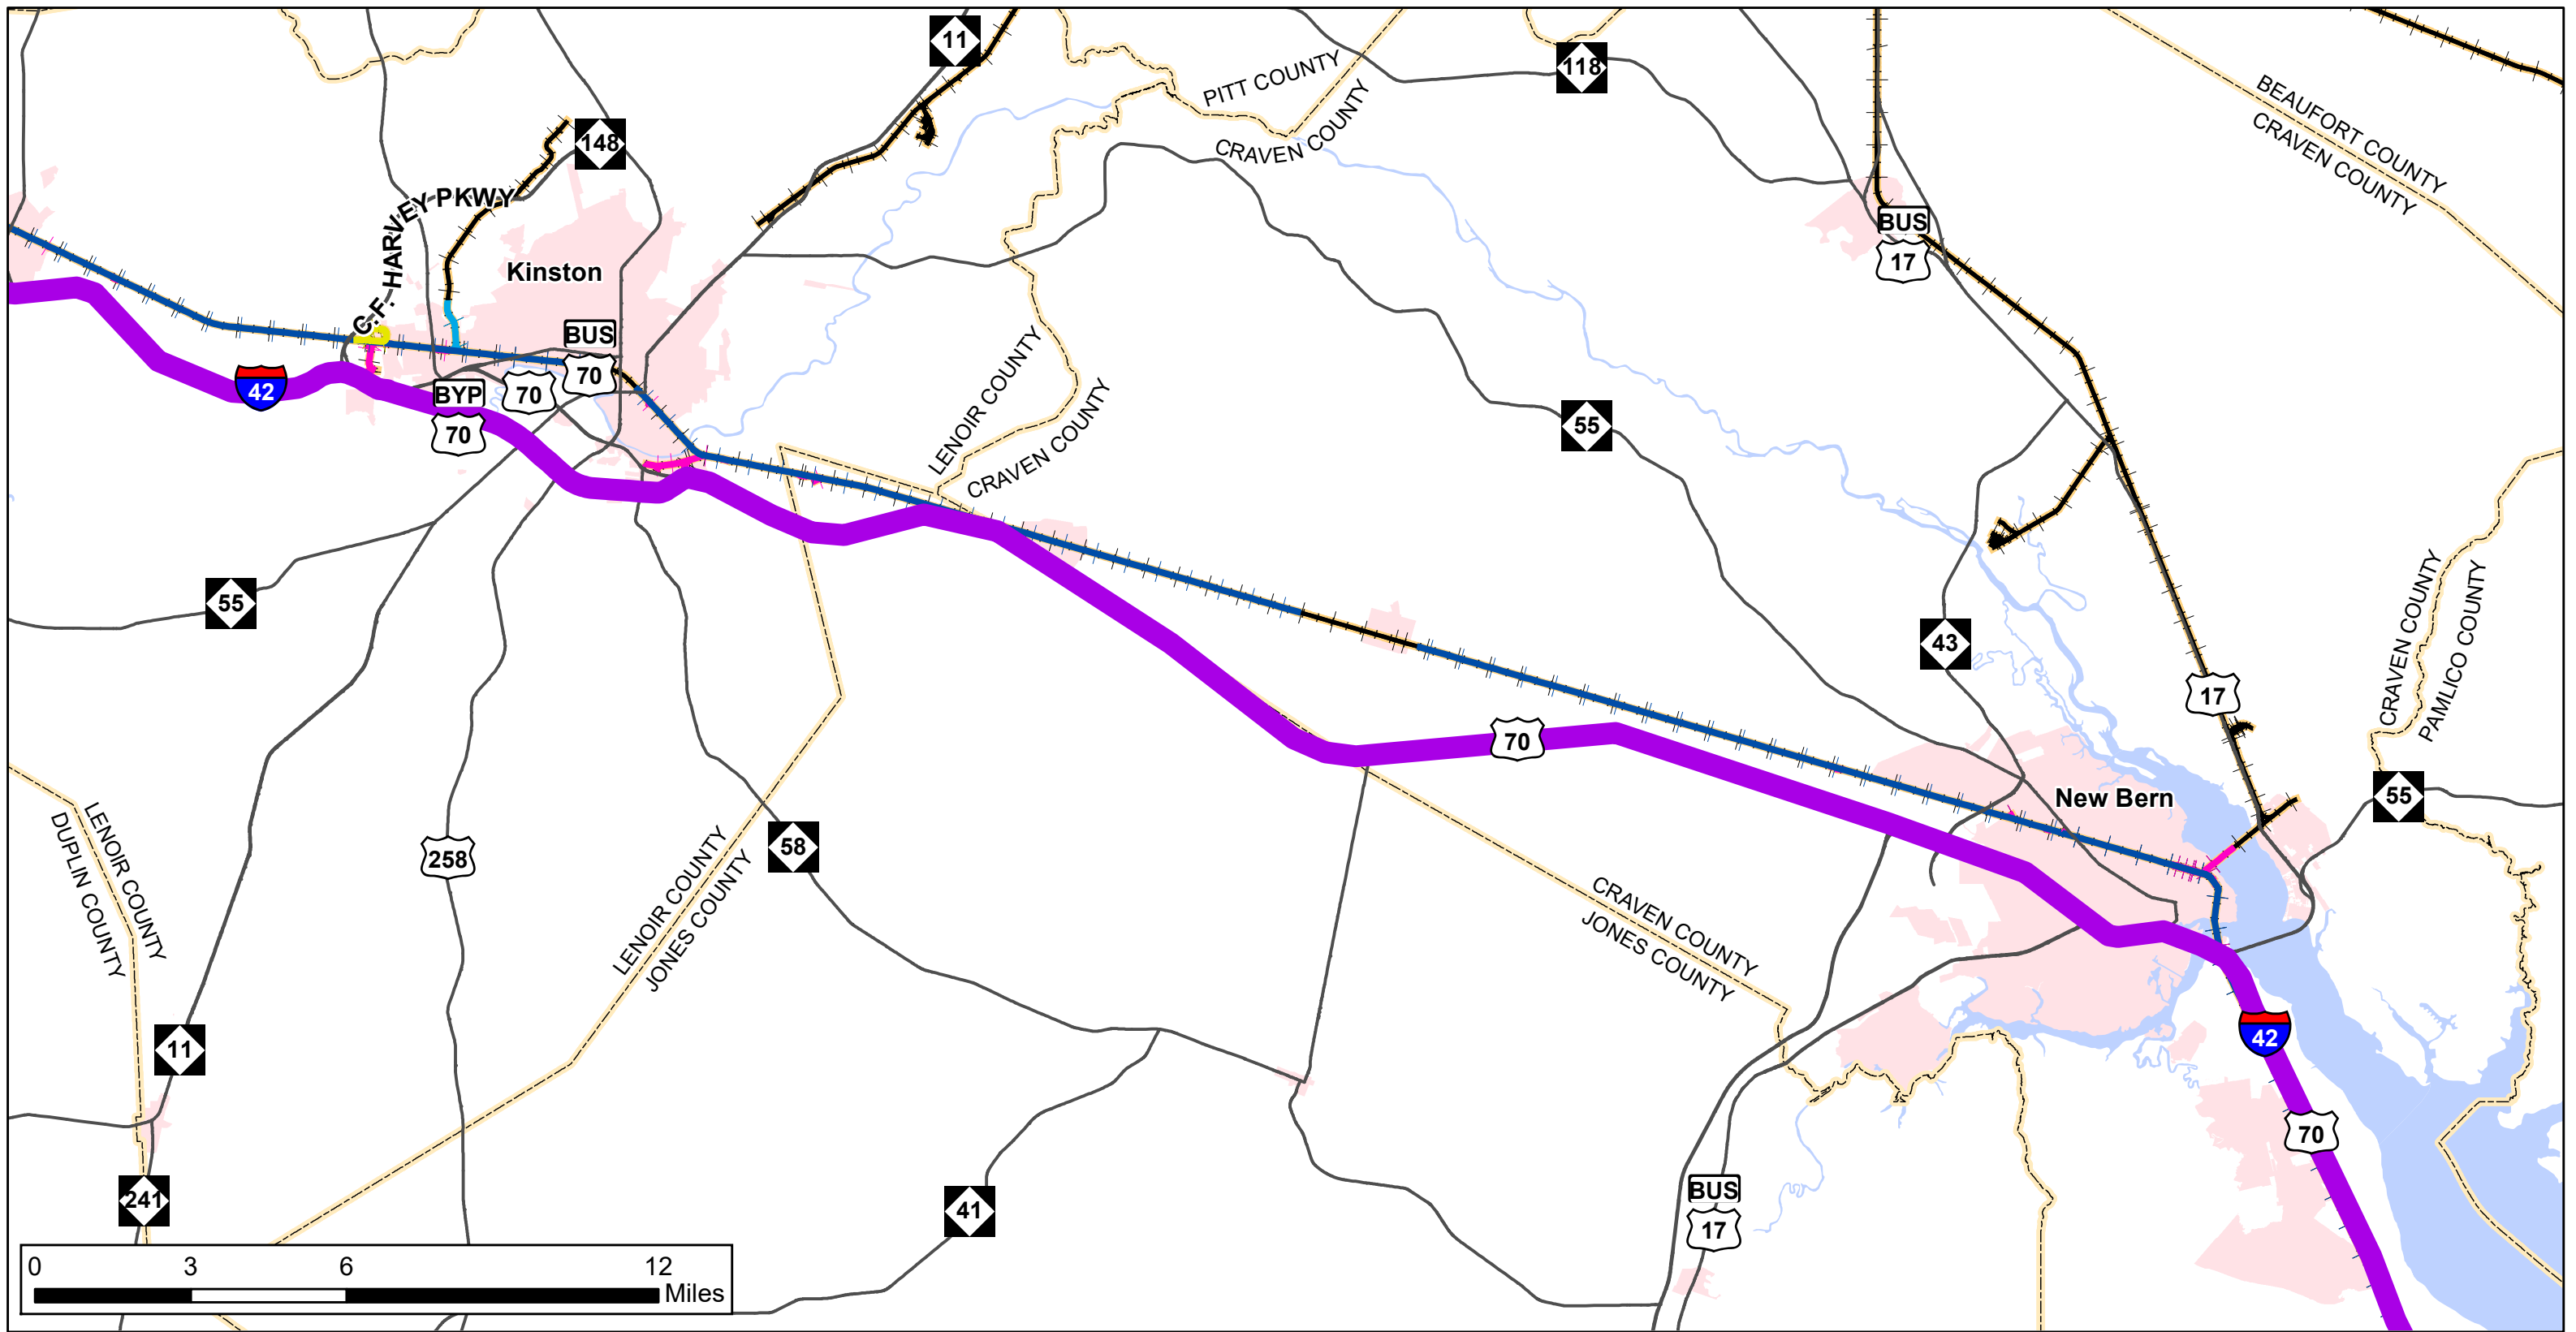 11
118
PITT COUNTY
CRAVEN COUNTY
BEAUFORT COUNTY
CRAVEN COUNTY
148
C.F. HARVEY PKWY
Kinston
BUS
17
BUS
70
42
BYP
70
70
LENOIR COUNTY
CRAVEN COUNTY
55
55
43
CRAVEN COUNTY
PAMLICO COUNTY
17
70
New Bern
55
LENOIR COUNTY
DUPLIN COUNTY
258
58
LENOIR COUNTY
JONES COUNTY
CRAVEN COUNTY
JONES COUNTY
11
42
70
241
41
BUS
17
0 3 6 12
Miles